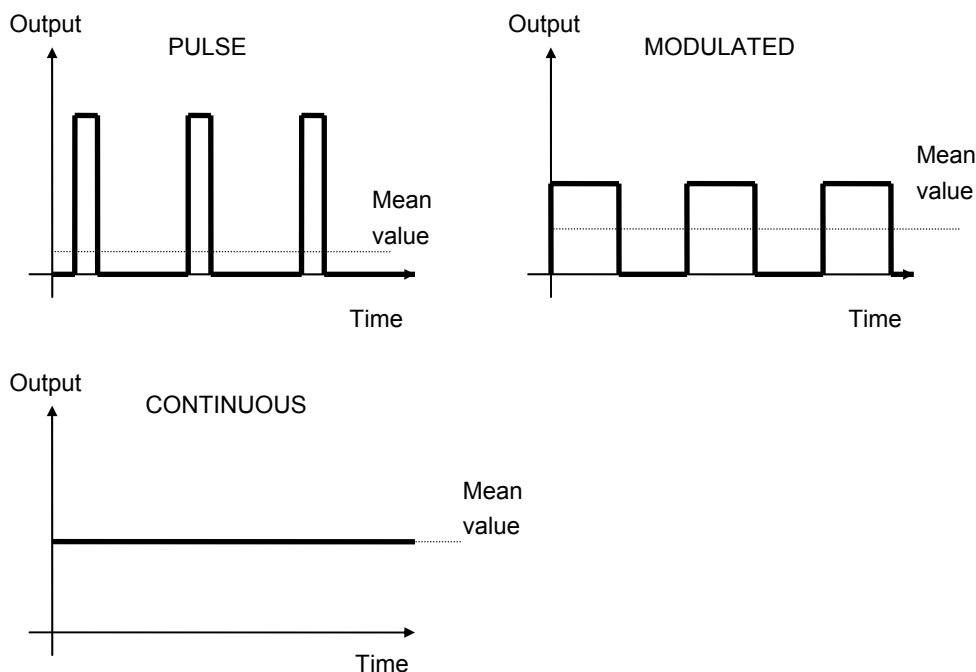 Output
PULSE
Mean
value
Time
Output
MODULATED
Mean
value
Time
Output
CONTINUOUS
Mean
value
Time